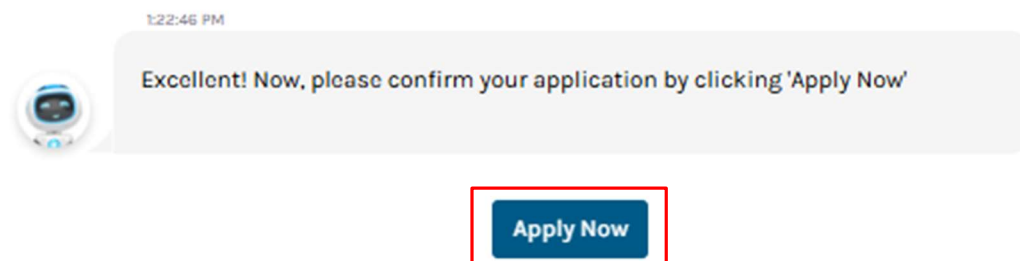 1:22:46 PM
Excellent! Now, please confirm your application by clicking 'Apply Now'
Apply Now